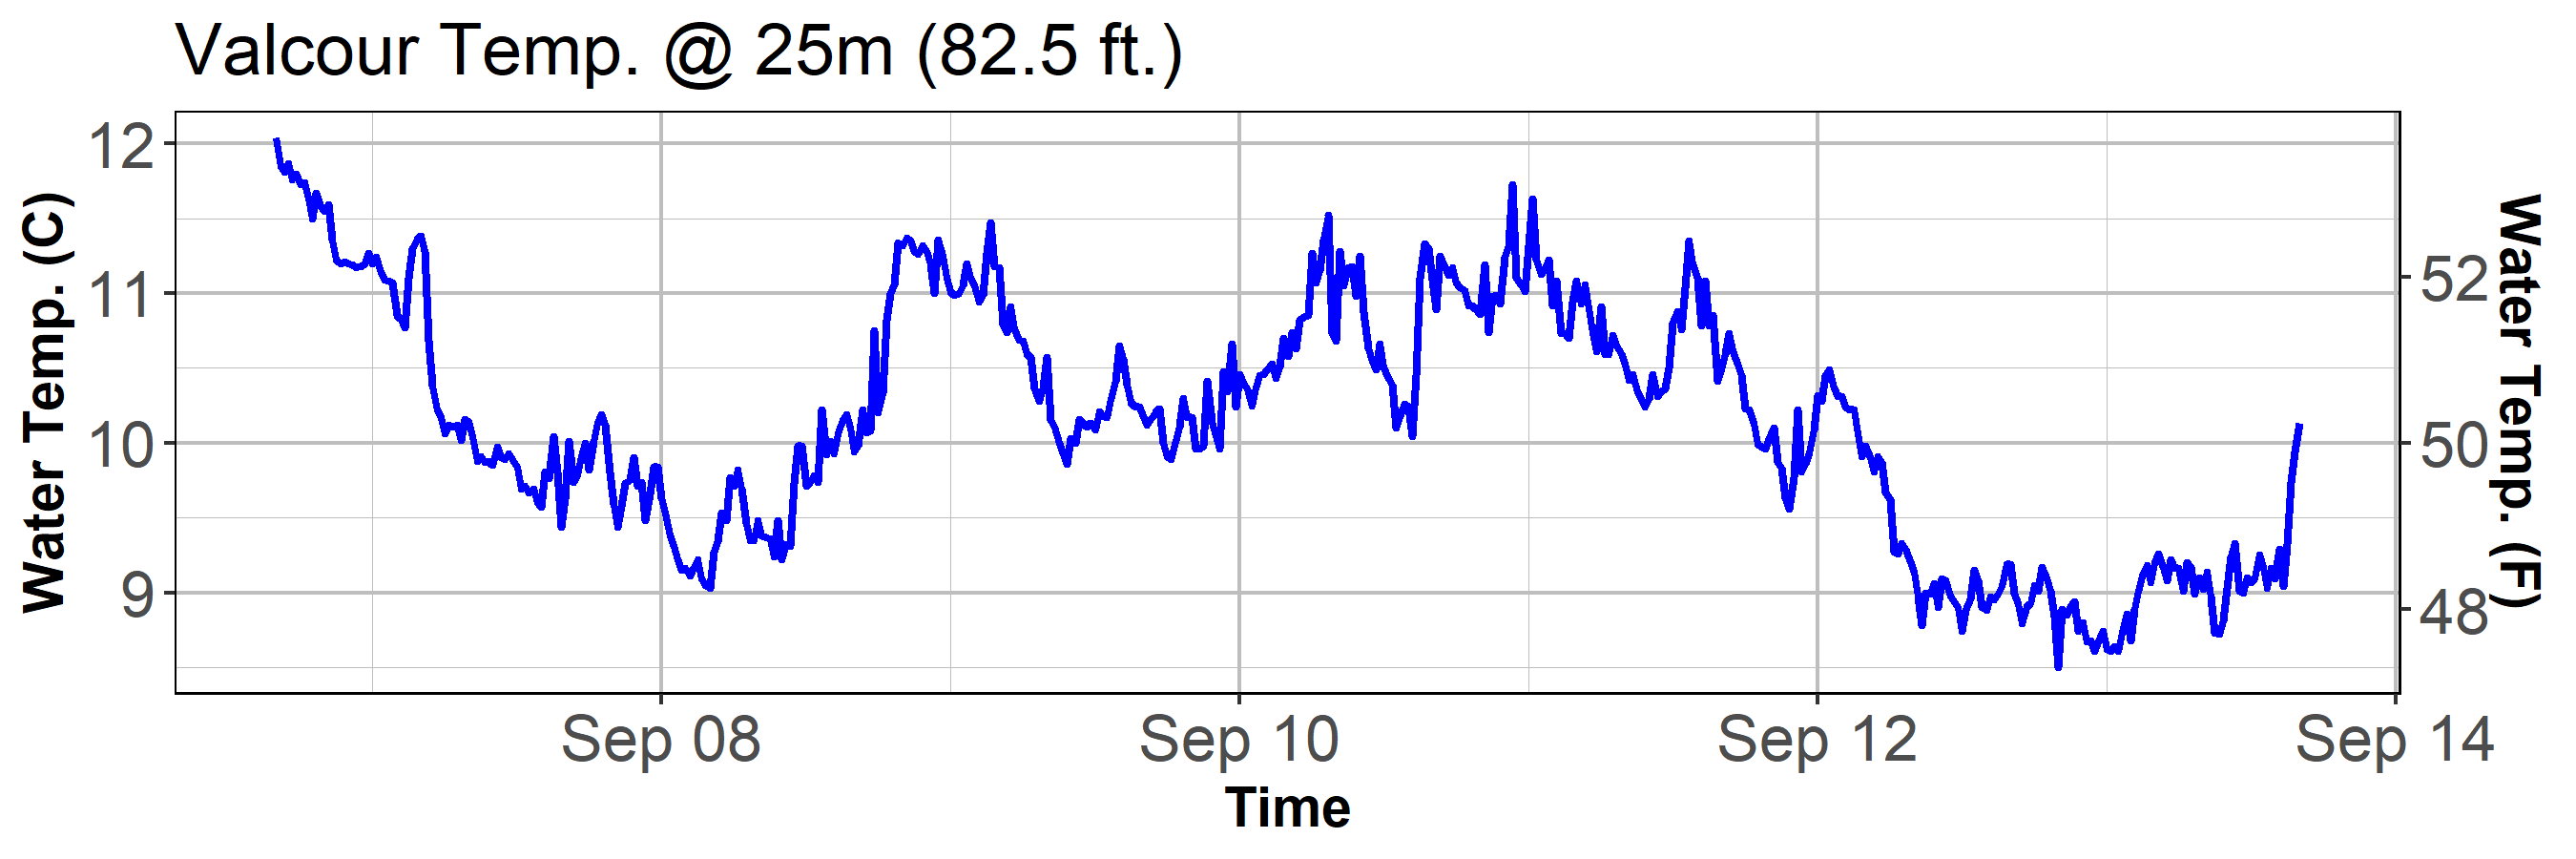 Valcour Temp. @ 25m (82.5 ft.)
Water Temp. (C)
12
11
10
9
Water Temp. (F)
52
50
48
Sep 08
Sep 10
Sep 12
Sep 14
Time